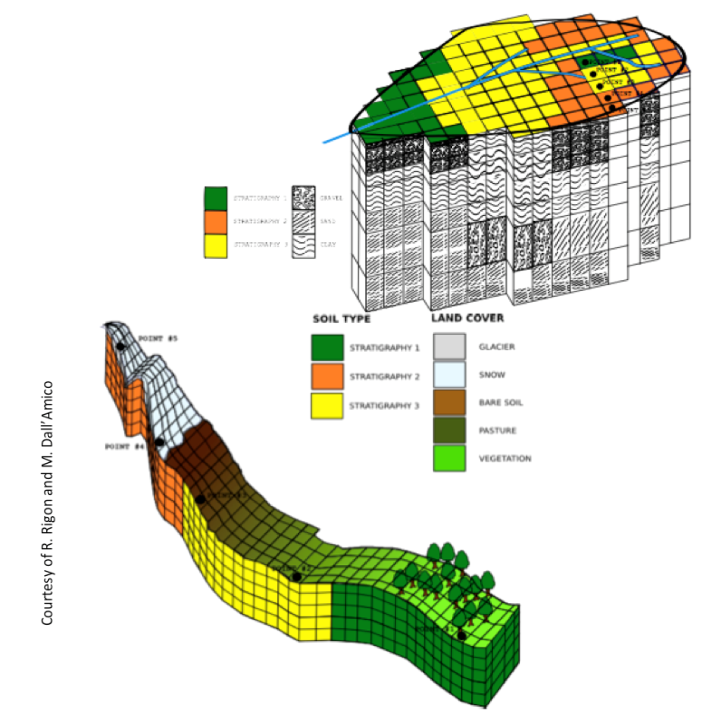 STRATIGRAPHY 1
GRAVEL
STRATIGRAPHY 2
SAND
STRATIGRAPHY 3
CLAY
SOIL TYPE
LAND COVER
STRATIGRAPHY 1
GLACIER
STRATIGRAPHY 2
SNOW
STRATIGRAPHY 3
BARE SOIL
PASTURE
VEGETATION
POINT #5
POINT #4
Courtesy of R. Rigon and M. Dall'Amico